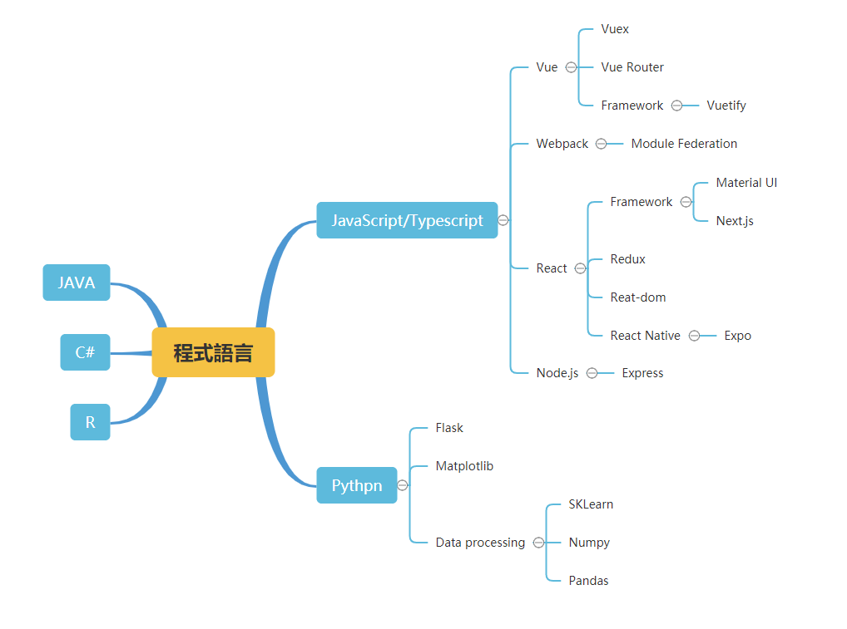 程式語言
JAVA
C#
R
JavaScript/Typescript
Vue
Vuex
Vue Router
Framework
Vuetify
Webpack
Module Federation
React
Framework
Material UI
Next.js
Redux
Reat-dom
React Native
Expo
Node.js
Express
Pythpn
Flask
Matplotlib
Data processing
SKLearn
Numpy
Pandas